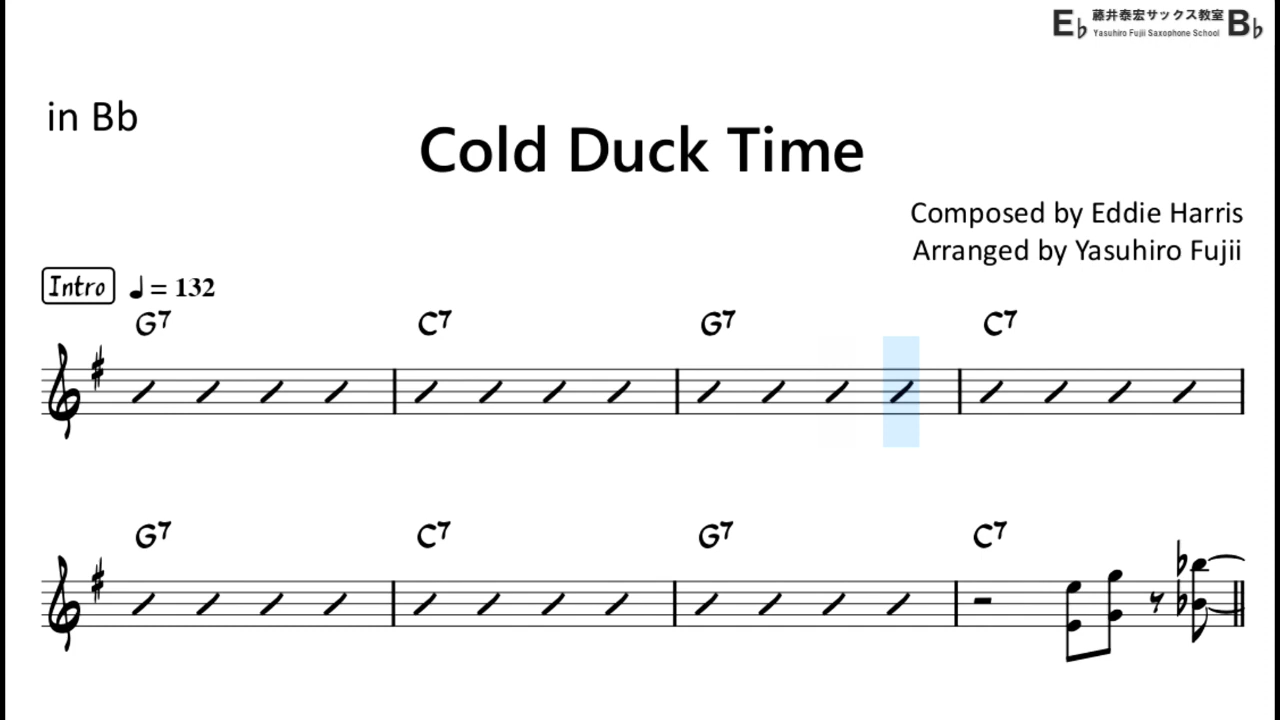 E♭ 藤井泰宏サックス教室 B♭
Yasuhiro Fujii Saxophone School
in Bb
Cold Duck Time
Composed by Eddie Harris
Arranged by Yasuhiro Fujii
Intro ♩ = 132
G7 C7 G7 C7
G7 C7 G7 C7